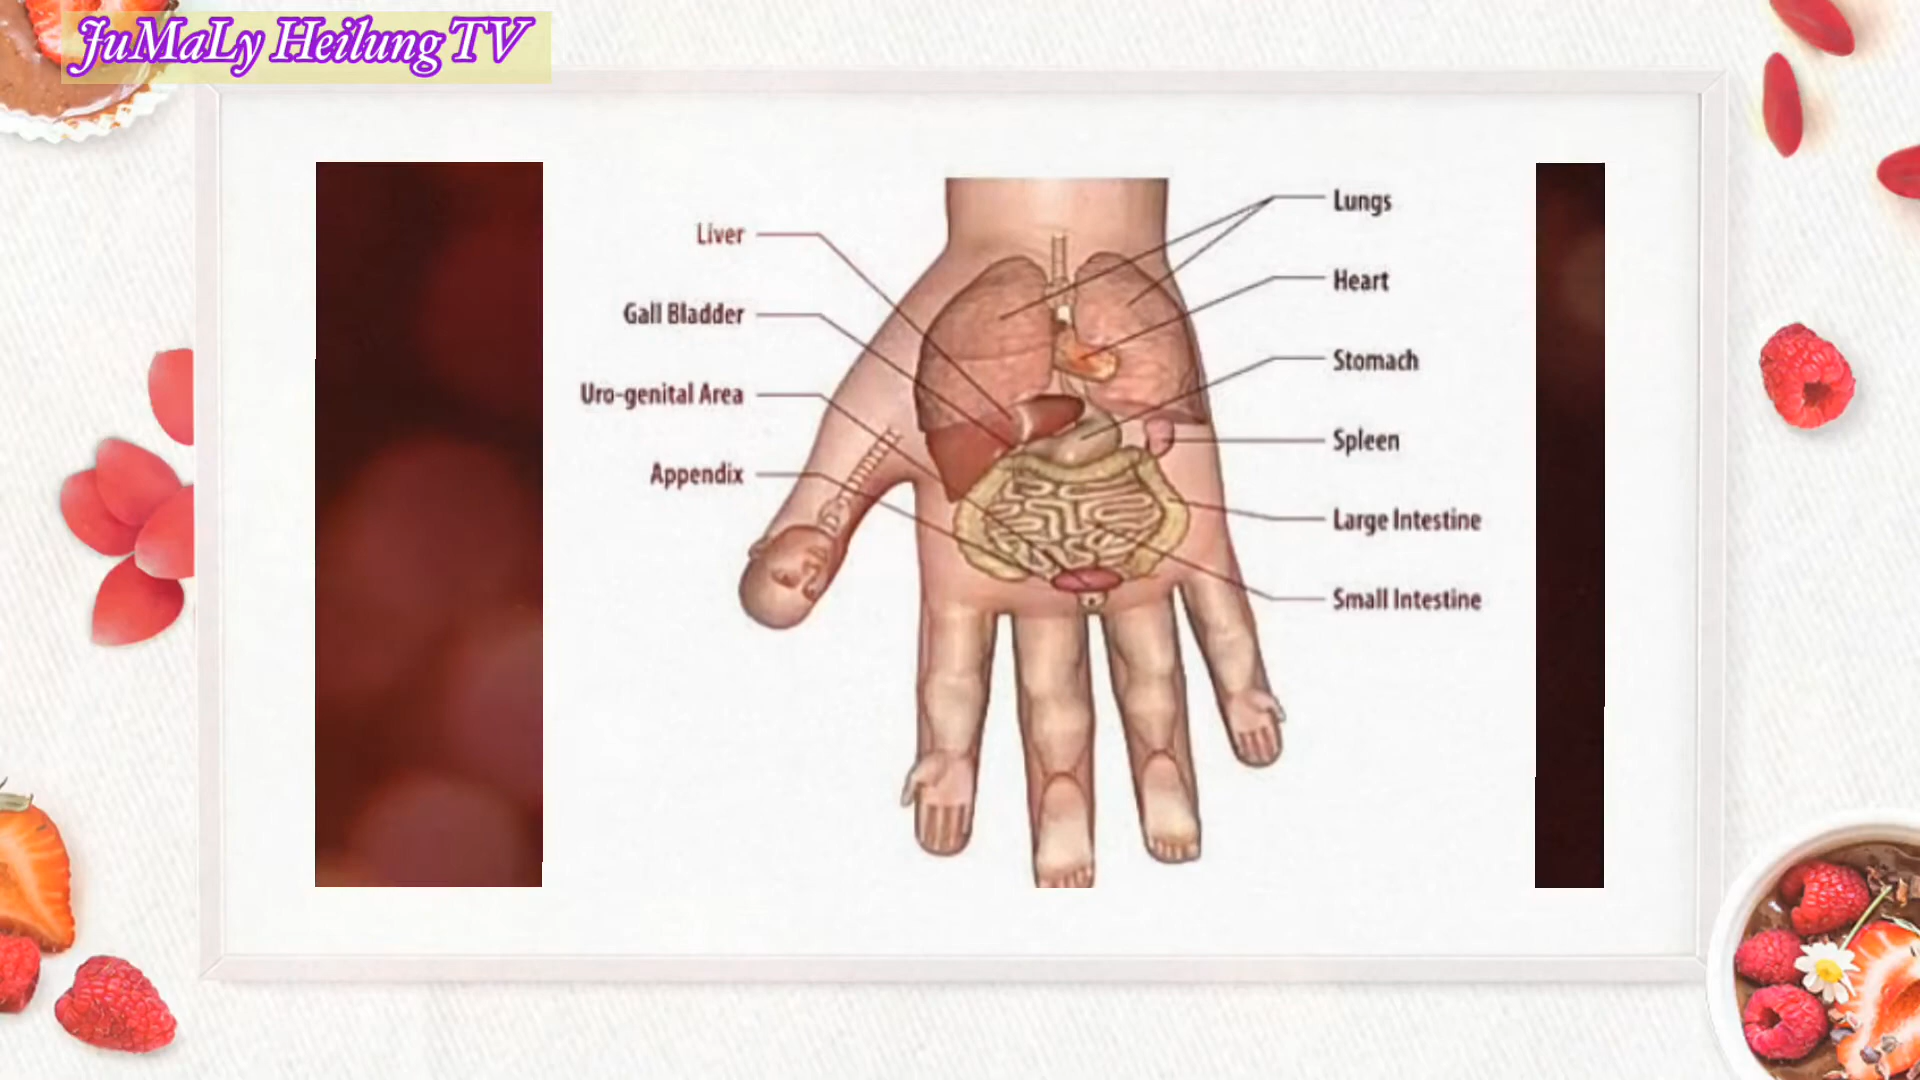 JuMaLy Heilung TV
Liver
Gall Bladder
Uro-genital Area
Appendix
Lungs
Heart
Stomach
Spleen
Large Intestine
Small Intestine